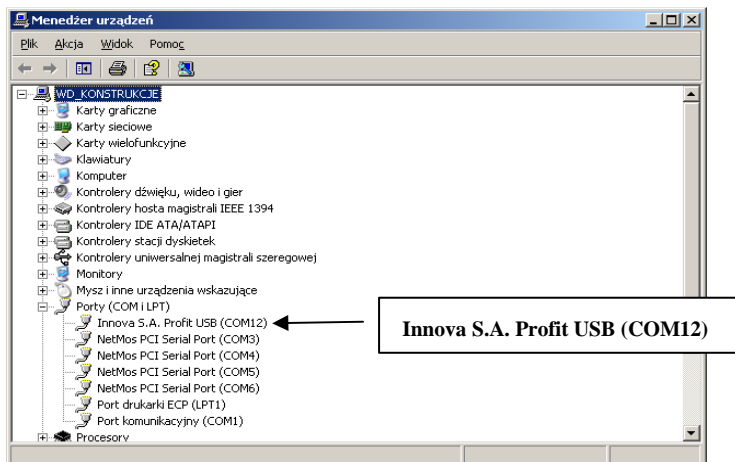 Menedżer urządzeń
Plik Akcja Widok Pomoc
WD_KONSTRUKCJE
Karty graficzne
Karty sieciowe
Karty wielofunkcyjne
Klawiatury
Komputer
Kontrolery dźwięku, wideo i gier
Kontrolery hosta magistrali IEEE 1394
Kontrolery IDE ATA/ATAPI
Kontrolery stacji dyskietek
Kontrolery uniwersalnej magistrali szeregowej
Monitory
Mysz i inne urządzenia wskazujące
Porty (COM i LPT)
Innova S.A. Profit USB (COM12)
Innova S.A. Profit USB (COM12)
NetMos PCI Serial Port (COM3)
NetMos PCI Serial Port (COM4)
NetMos PCI Serial Port (COM5)
NetMos PCI Serial Port (COM6)
Port drukarki ECP (LPT1)
Port komunikacyjny (COM1)
Procesory